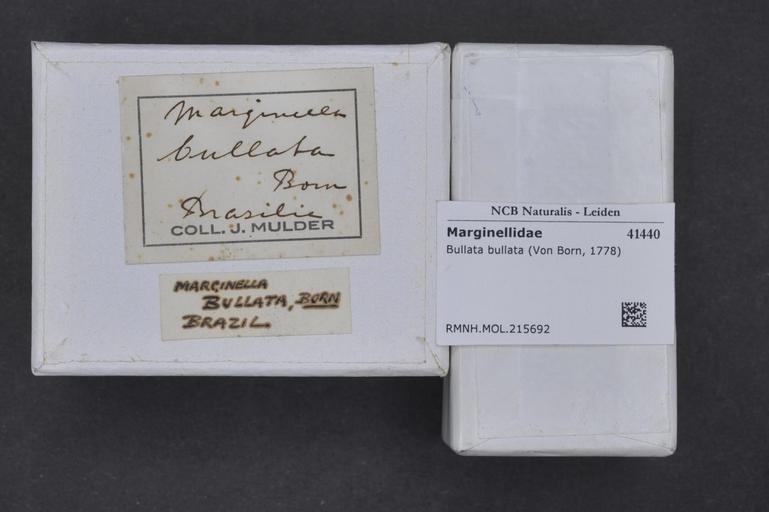 Marginella
bullata
Born
Brasilie
COLL. J. MULDER
MARGINELLA
BULLATA, BORN
BRAZIL.
NCB Naturalis - Leiden
Marginellidae 41440
Bullata bullata (Von Born, 1778)
RMNH.MOL.215692